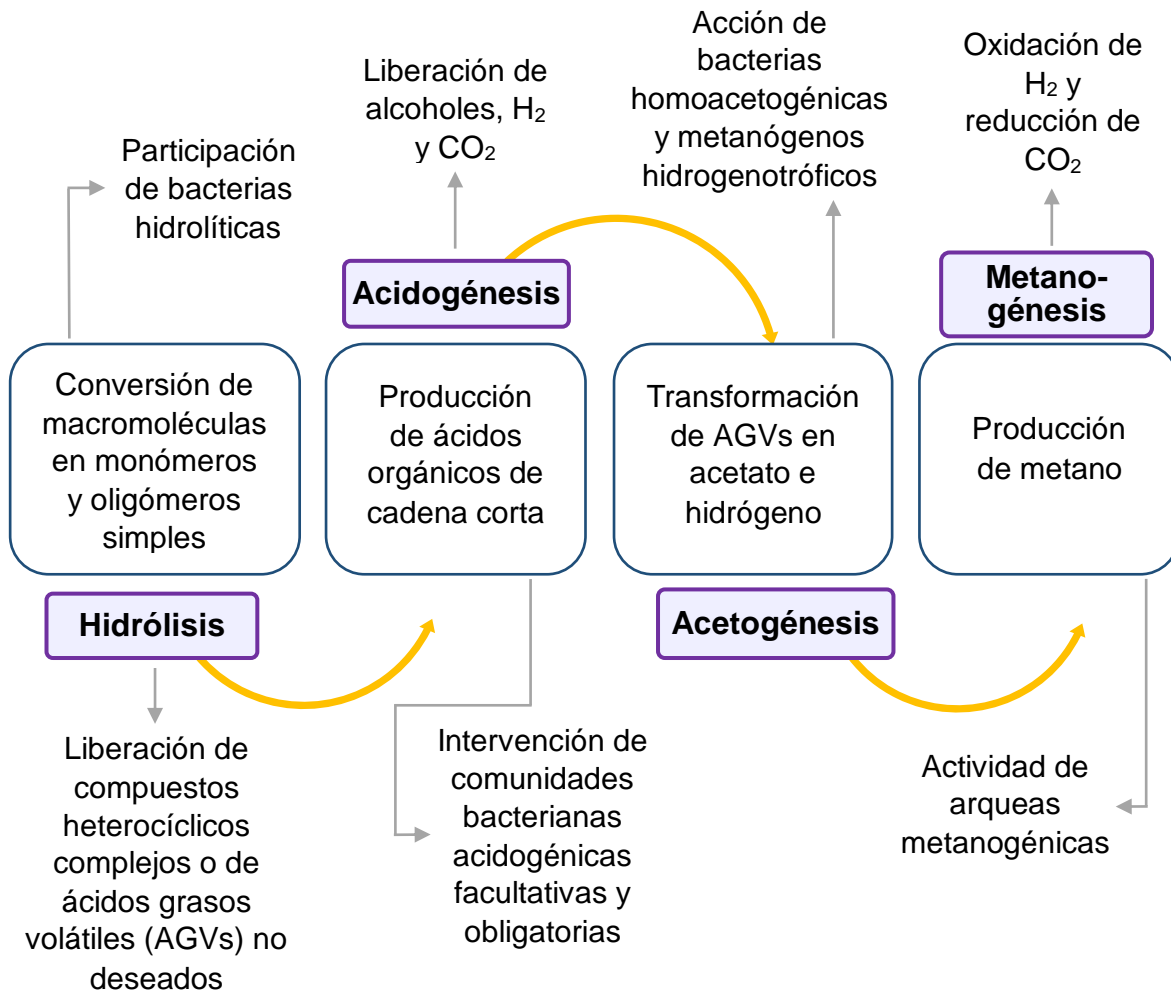 Participación
de bacterias
hidrolíticas
Liberación de
alcoholes, H₂
y CO₂
Acción de
bacterias
homoacetogénicas
y metanógenos
hidrogenotróficos
Oxidación de
H₂ y
reducción de
CO₂
Acidogénesis
Metano-
génesis
Conversión de
macromoléculas
en monómeros
y oligómeros
simples
Producción
de ácidos
orgánicos de
cadena corta
Transformación
de AGVs en
acetato e
hidrógeno
Producción
de metano
Hidrólisis
Acetogénesis
Liberación de
compuestos
heterocíclicos
complejos o de
ácidos grasos
volátiles (AGVs) no
deseados
Intervención de
comunidades
bacterianas
acidogénicas
facultativas y
obligatorias
Actividad de
arqueas
metanogénicas